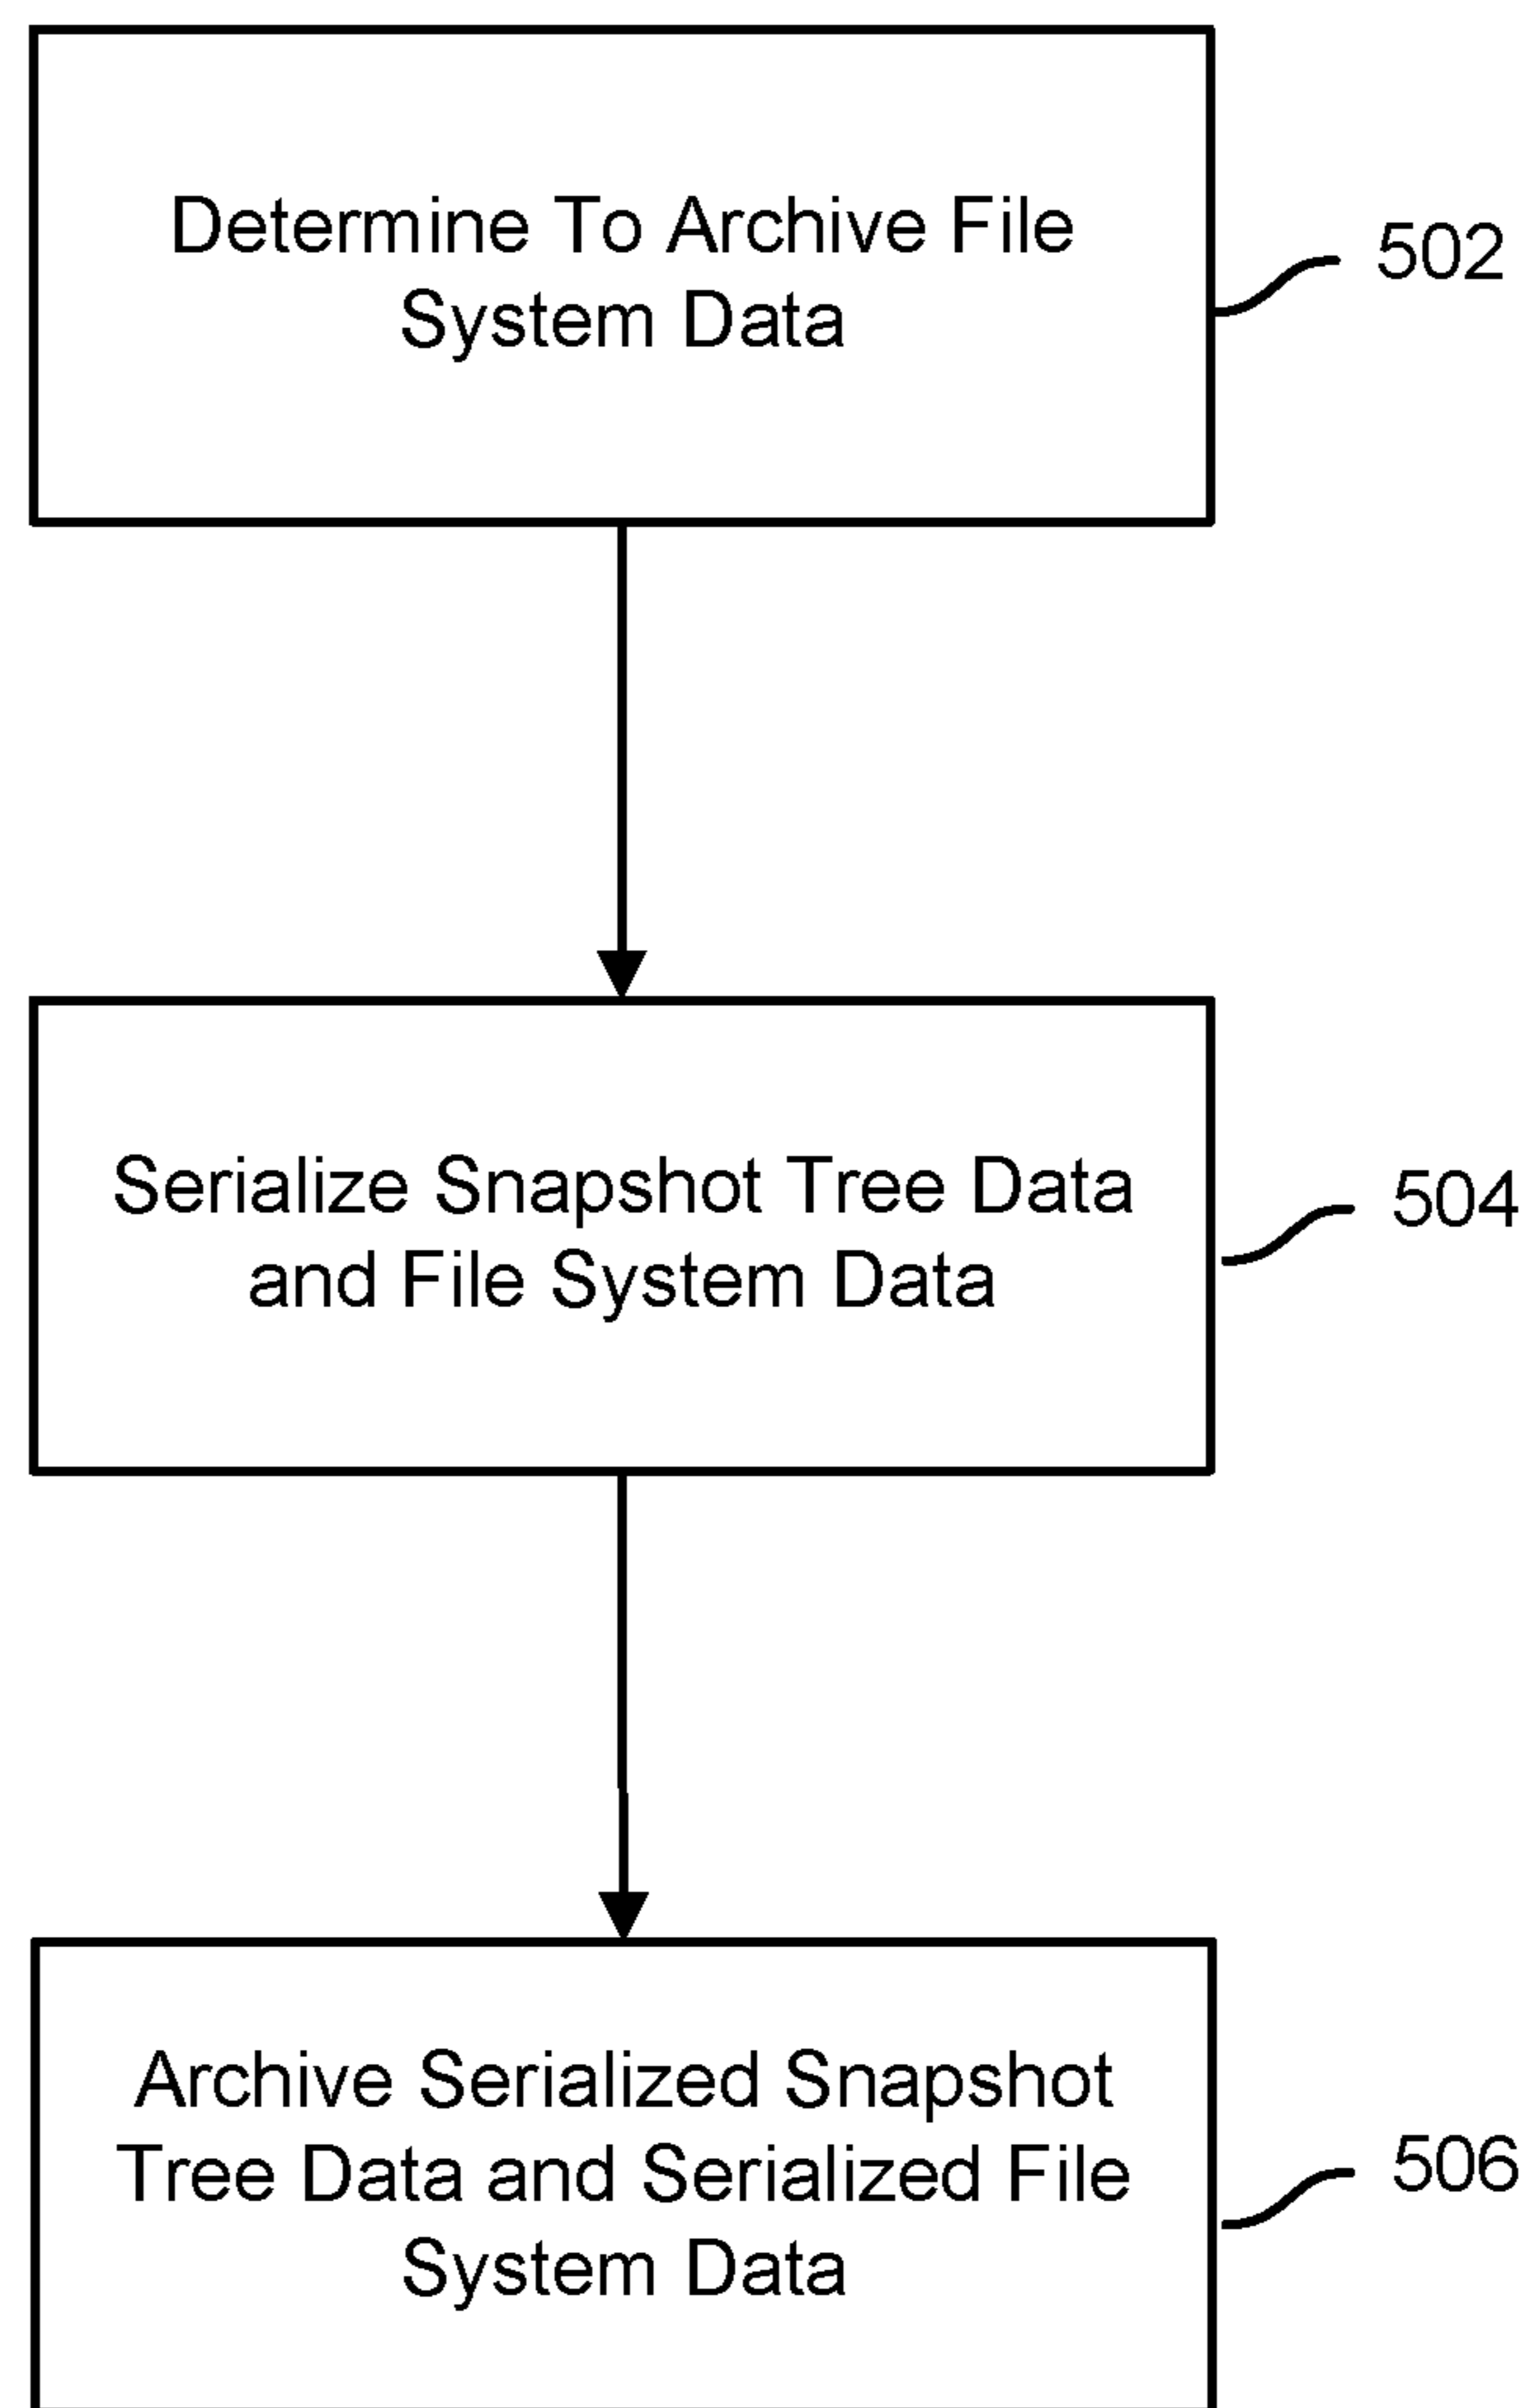 Determine To Archive File
System Data
502
Serialize Snapshot Tree Data
and File System Data
504
Archive Serialized Snapshot
Tree Data and Serialized File
System Data
506